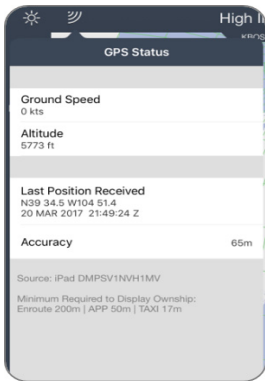 High
KBOS
GPS Status
Ground Speed
0 kts
Altitude
5773 ft
Last Position Received
N39 34.5 W104 51.4
20 MAR 2017 21:49:24 Z
Accuracy 65m
Source: iPad DMPSV1NVH1MV
Minimum Required to Display Ownship:
Enroute 200m | APP 50m | TAXI 17m